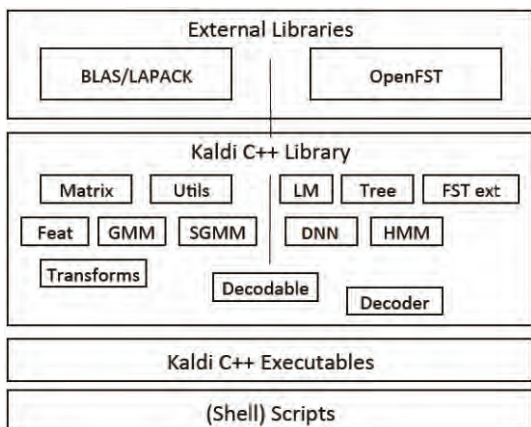 External Libraries
BLAS/LAPACK OpenFST
Kaldi C++ Library
Matrix Utils LM Tree FST ext
Feat GMM SGMM DNN HMM
Transforms Decodable
Decoder
Kaldi C++ Executables
(Shell) Scripts